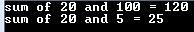 sum of 20 and 100 = 120
sum of 20 and 5 = 25